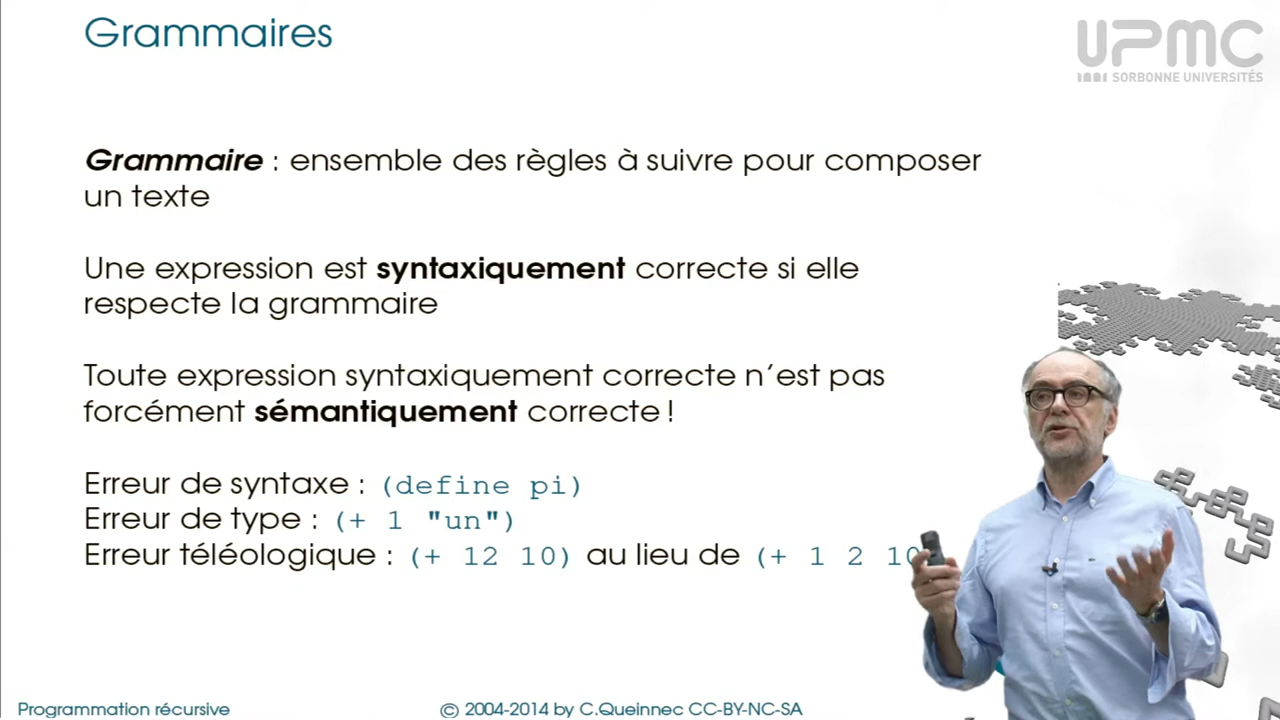 Grammaires
UPMC
SORBONNE UNIVERSITÉS
Grammaire : ensemble des règles à suivre pour composer
un texte
Une expression est syntaxiquement correcte si elle
respecte la grammaire
Toute expression syntaxiquement correcte n'est pas
forcément sémantiquement correcte !
Erreur de syntaxe : (define pi)
Erreur de type : (+ 1 "un")
Erreur téléologique : (+ 12 10) au lieu de (+ 1 2 10
Programmation récursive
© 2004-2014 by C.Queinnec CC-BY-NC-SA